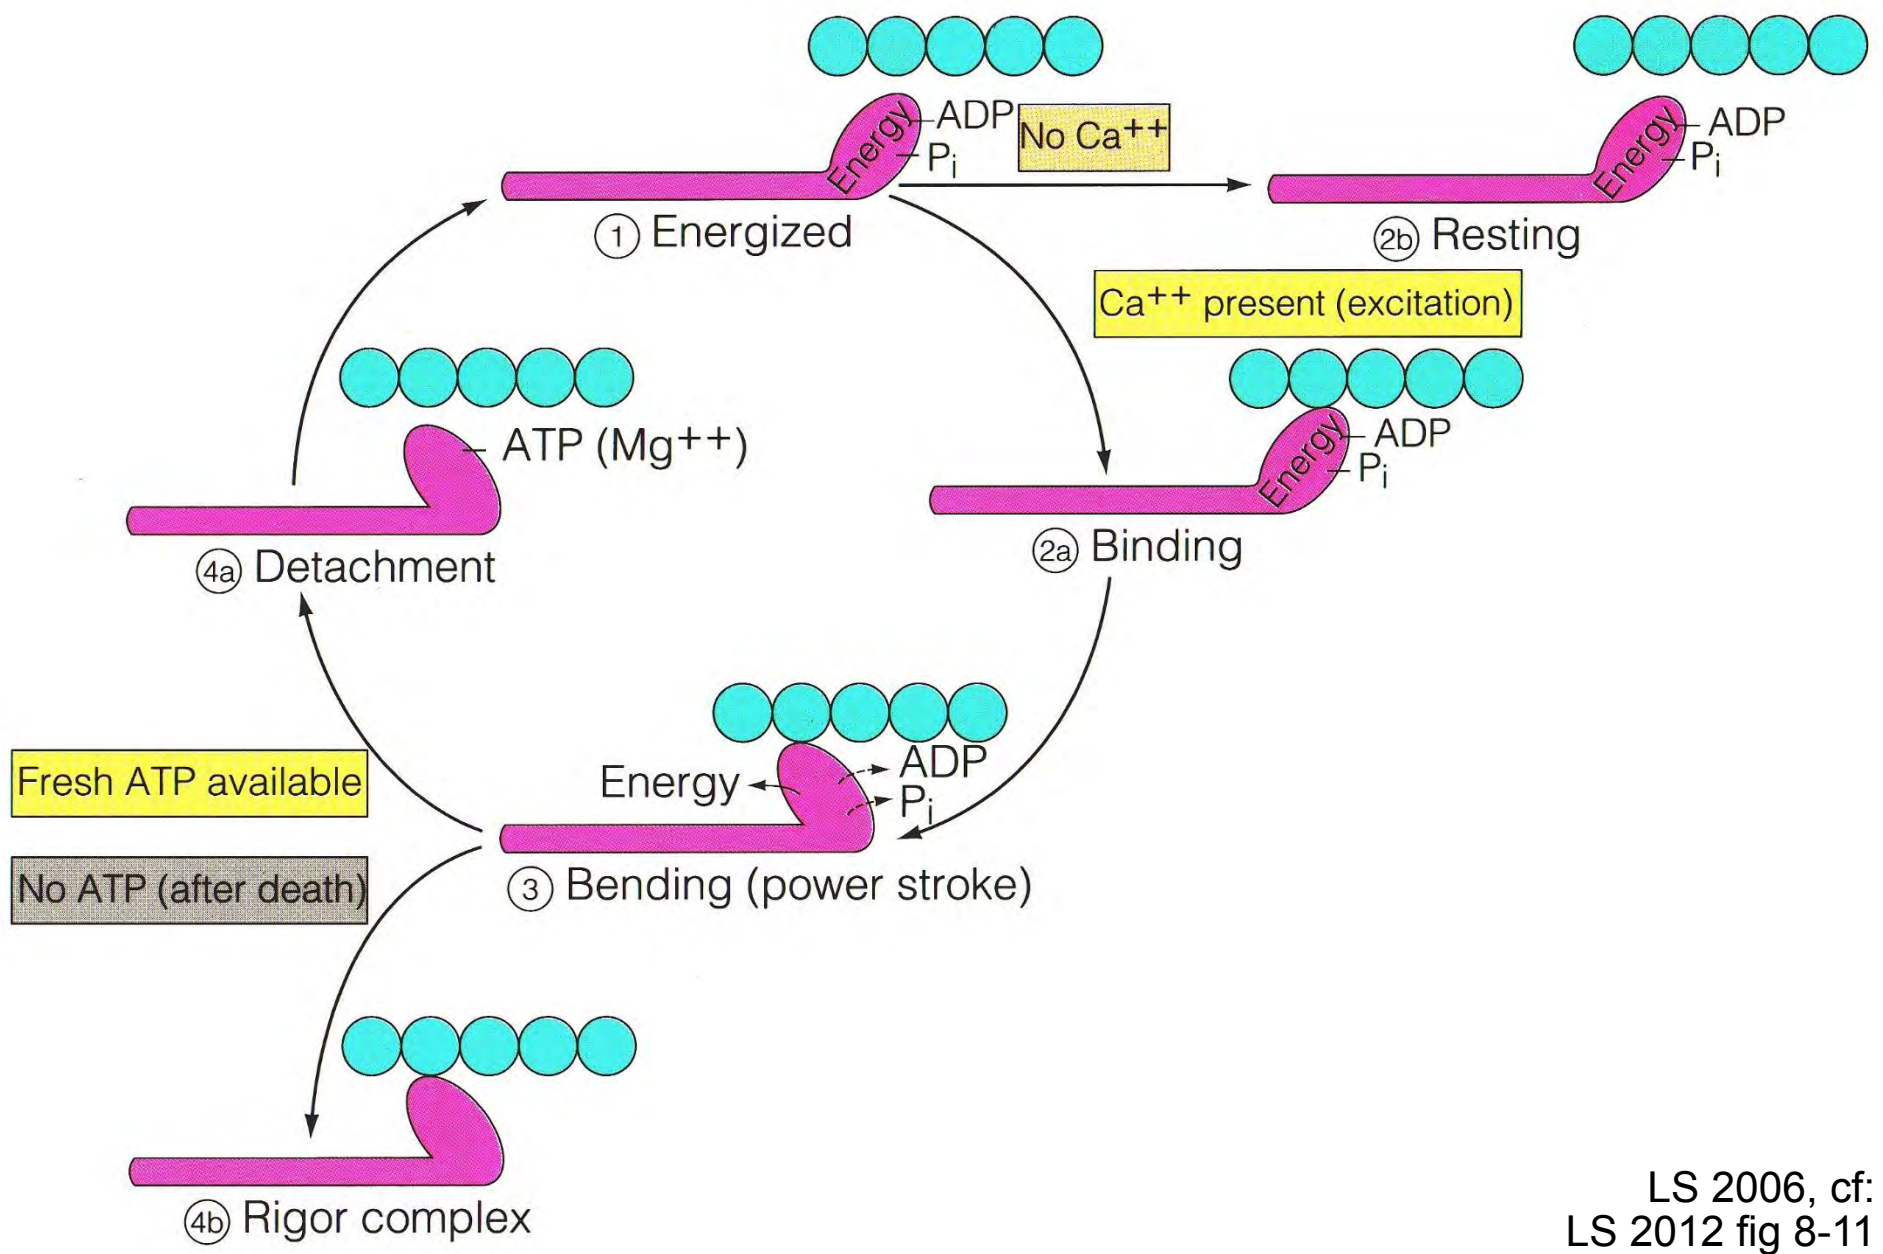 Energy
ADP
Pi
No Ca++
① Energized
Energy
ADP
Pi
②b Resting
Ca++ present (excitation)
ATP (Mg++)
④a Detachment
Energy
ADP
Pi
②a Binding
Fresh ATP available
No ATP (after death)
Energy
ADP
Pi
③ Bending (power stroke)
④b Rigor complex
LS 2006, cf:
LS 2012 fig 8-11